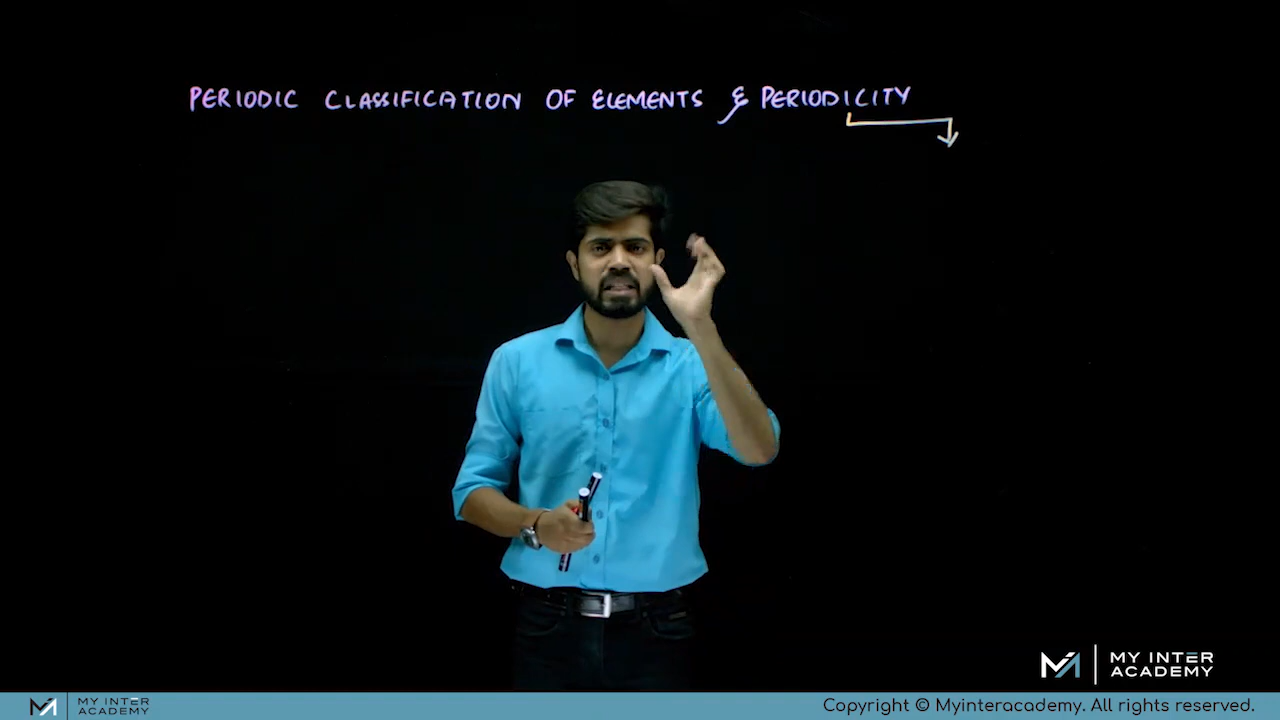 PERIODIC CLASSIFICATION OF ELEMENTS & PERIODICITY
MY INTER
ACADEMY
MY INTER
ACADEMY
Copyright © Myinteracademy. All rights reserved.